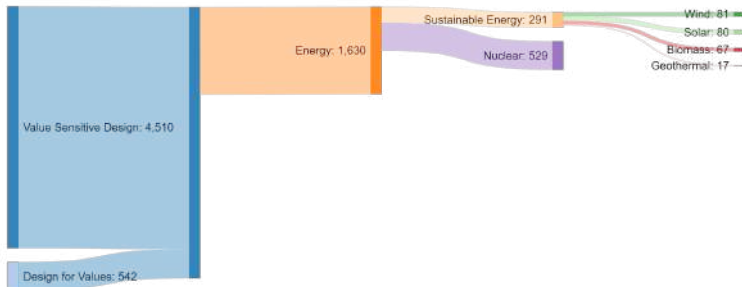 Value Sensitive Design: 4,510
Design for Values: 542
Energy: 1,630
Sustainable Energy: 291
Nuclear: 529
Wind: 81
Solar: 80
Biomass: 67
Geothermal: 17